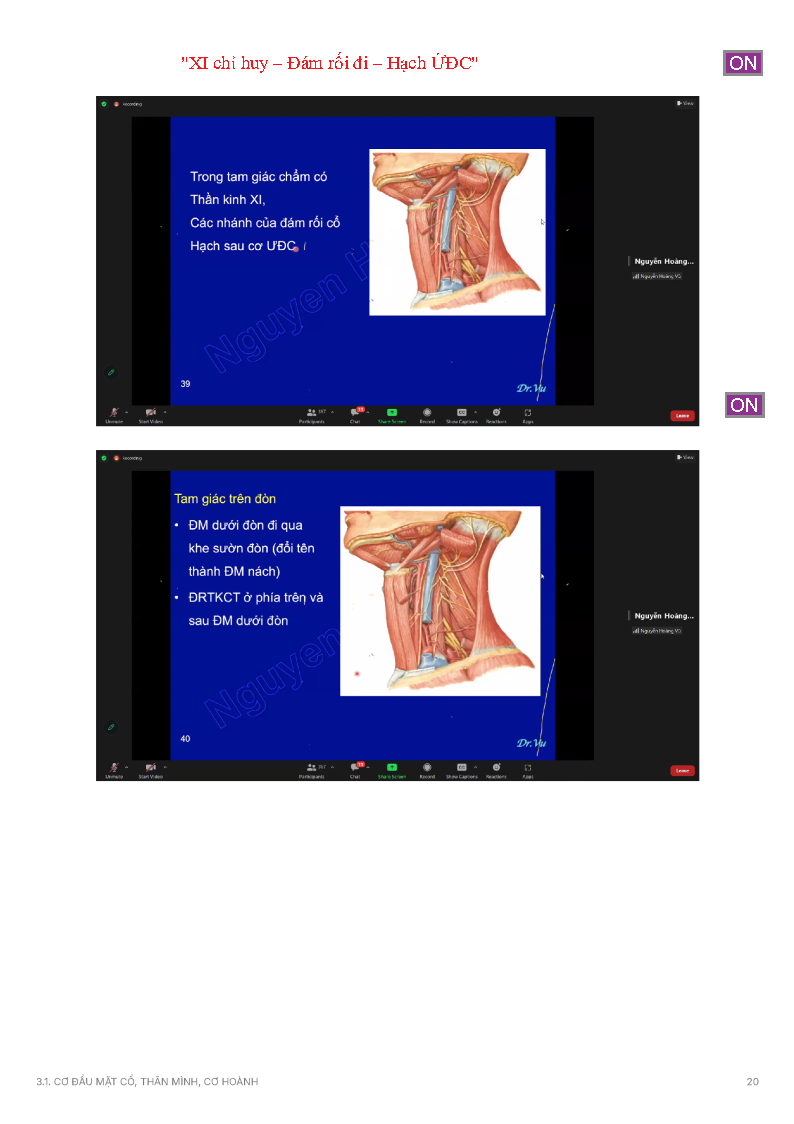 "XI chỉ huy – Đám rối đi – Hạch ỨĐC"
ON
Recording
View
Trong tam giác chẩm có
Thần kinh XI,
Các nhánh của đám rối cổ
Hạch sau cơ ƯĐC
Nguyen H
Nguyễn Hoàng...
Nguyễn Hoàng Vũ
39
Dr.Vu
Unmute
Start Video
Participants
Chat
Share Screen
Record
Show Captions
Reactions
Apps
Leave
ON
Recording
View
Tam giác trên đòn
• ĐM dưới đòn đi qua
khe sườn đòn (đổi tên
thành ĐM nách)
• ĐRTKCT ở phía trên và
sau ĐM dưới đòn
Nguyen
Nguyễn Hoàng...
Nguyễn Hoàng Vũ
40
Dr.Vu
Unmute
Start Video
Participants
Chat
Share Screen
Record
Show Captions
Reactions
Apps
Leave
3.1. CƠ ĐẦU MẶT CỔ, THÂN MÌNH, CƠ HOÀNH
20